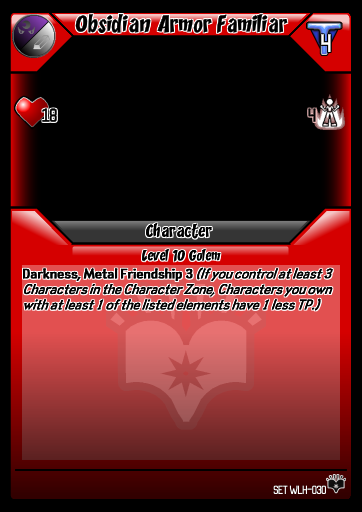 Obsidian Armor Familiar
4
18
4
Character
Level 10 Golem
Darkness, Metal Friendship 3 (If you control at least 3
Characters in the Character Zone, Characters you own
with at least 1 of the listed elements have 1 less TP.)
SET WLH-030